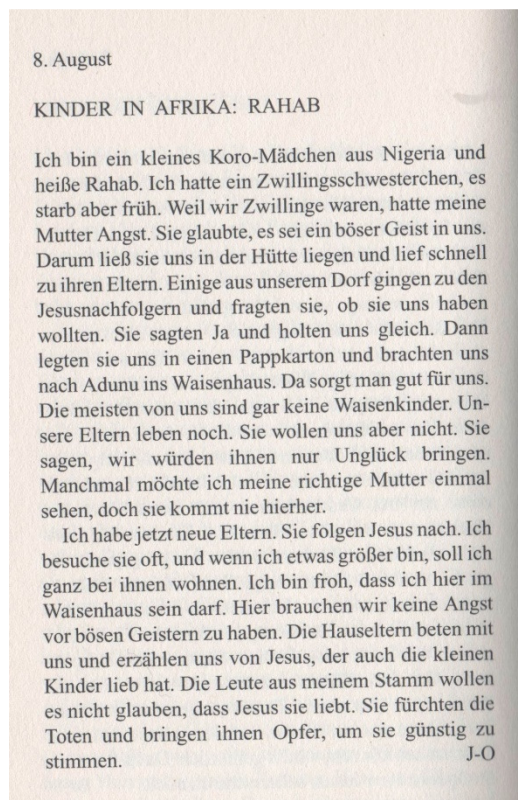 8. August
KINDER IN AFRIKA: RAHAB
Ich bin ein kleines Koro-Mädchen aus Nigeria und
heiße Rahab. Ich hatte ein Zwillingsschwesterchen, es
starb aber früh. Weil wir Zwillinge waren, hatte meine
Mutter Angst. Sie glaubte, es sei ein böser Geist in uns.
Darum ließ sie uns in der Hütte liegen und lief schnell
zu ihren Eltern. Einige aus unserem Dorf gingen zu den
Jesusnachfolgern und fragten sie, ob sie uns haben
wollten. Sie sagten Ja und holten uns gleich. Dann
legten sie uns in einen Pappkarton und brachten uns
nach Adunu ins Waisenhaus. Da sorgt man gut für uns.
Die meisten von uns sind gar keine Waisenkinder. Un-
sere Eltern leben noch. Sie wollen uns aber nicht. Sie
sagen, wir würden ihnen nur Unglück bringen.
Manchmal möchte ich meine richtige Mutter einmal
sehen, doch sie kommt nie hierher.
Ich habe jetzt neue Eltern. Sie folgen Jesus nach. Ich
besuche sie oft, und wenn ich etwas größer bin, soll ich
ganz bei ihnen wohnen. Ich bin froh, dass ich hier im
Waisenhaus sein darf. Hier brauchen wir keine Angst
vor bösen Geistern zu haben. Die Hauseltern beten mit
uns und erzählen uns von Jesus, der auch die kleinen
Kinder lieb hat. Die Leute aus meinem Stamm wollen
es nicht glauben, dass Jesus sie liebt. Sie fürchten die
Toten und bringen ihnen Opfer, um sie günstig zu
stimmen. J-O